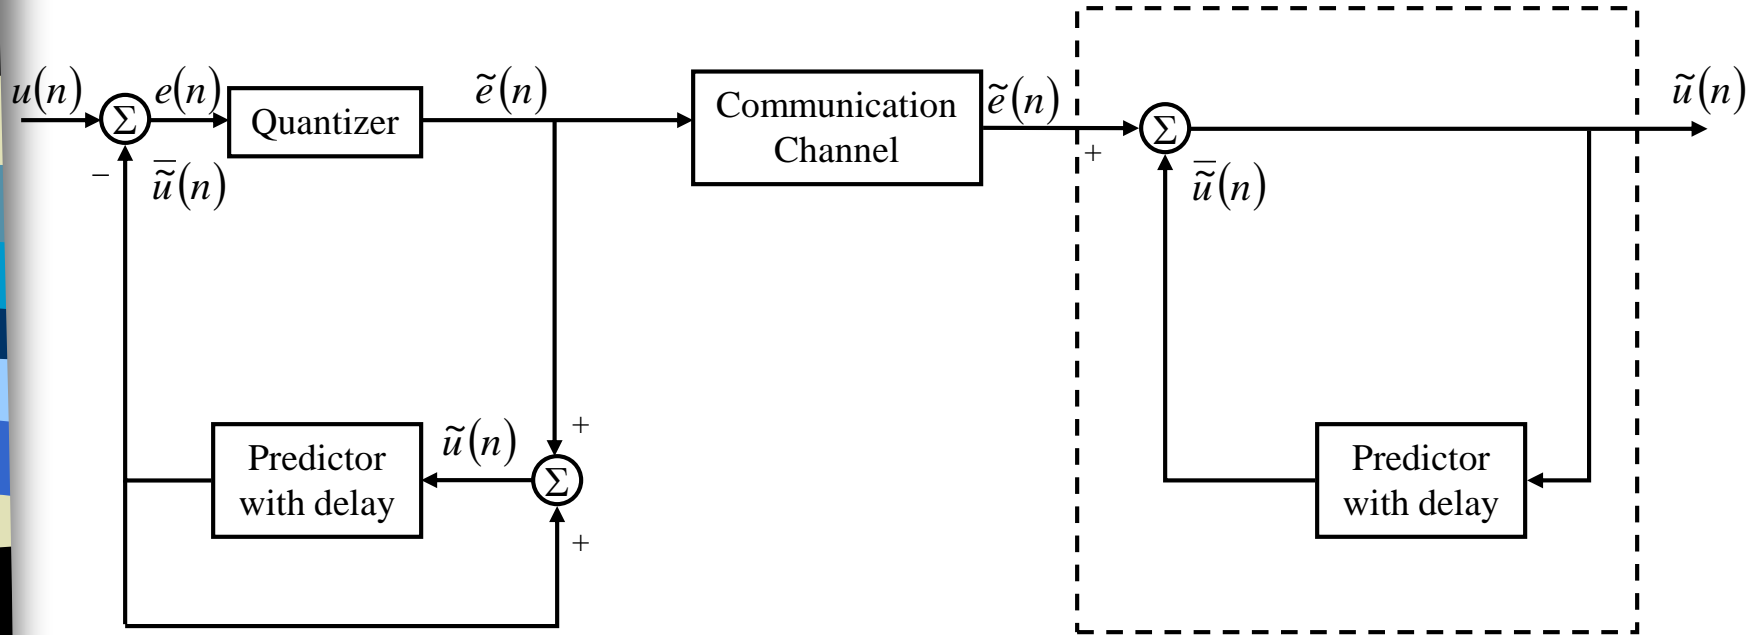 u(n)
Σ
e(n)
Quantizer
ẽ(n)
Communication
Channel
ẽ(n)
Σ
ũ(n)
−
ũ̅(n)
+
ũ̅(n)
Predictor
with delay
ũ(n)
+
Σ
+
Predictor
with delay